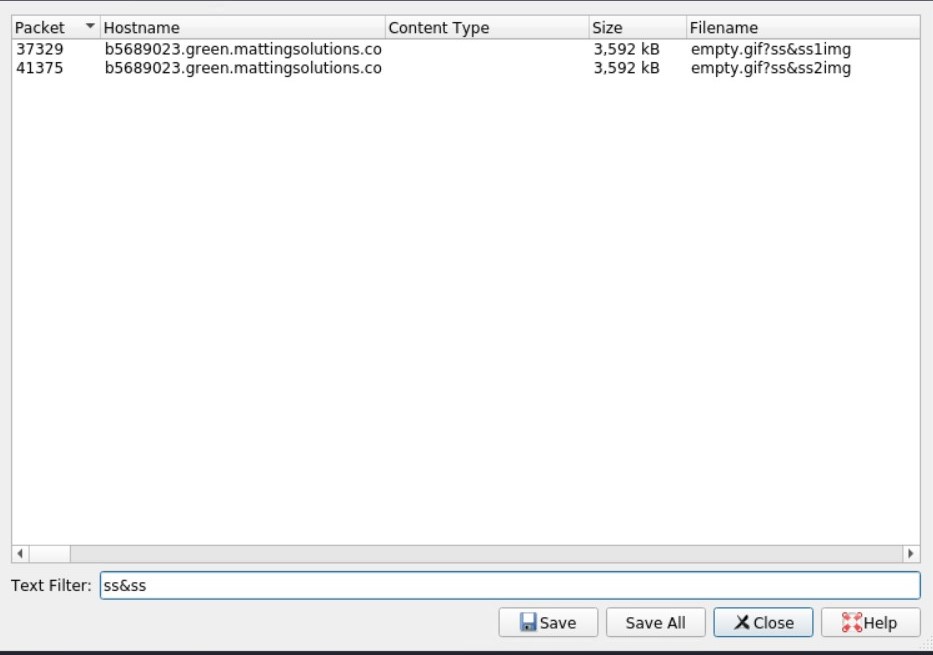 Packet Hostname Content Type Size Filename
37329 b5689023.green.mattingsolutions.co 3,592 kB empty.gif?ss&ss1img
41375 b5689023.green.mattingsolutions.co 3,592 kB empty.gif?ss&ss2img
Text Filter: ss&ss
Save Save All Close Help